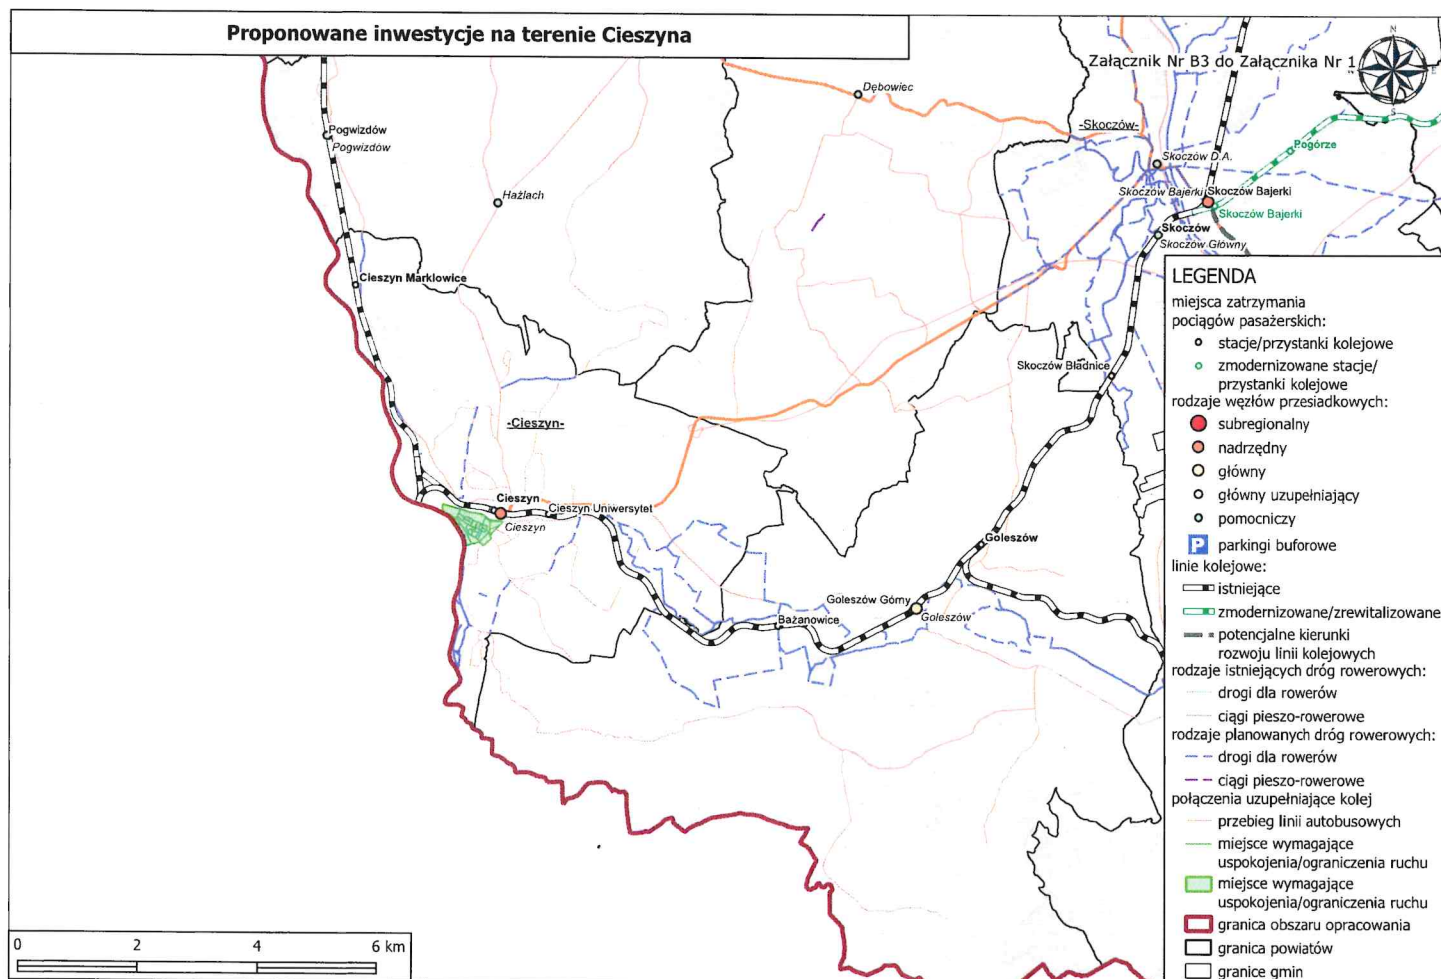 Proponowane inwestycje na terenie Cieszyna
Załącznik Nr B3 do Załącznika Nr 1
N
W
E
S
Dębowiec
-Skoczów-
Pogwizdów
Pogwizdów
Pogórze
Skoczów D.A.
Hażlach
Skoczów Bajerki
Skoczów Bajerki
Skoczów Bajerki
Skoczów
Skoczów Główny
Cieszyn Marklowice
Skoczów Bładnice
-Cieszyn-
Cieszyn
Cieszyn Uniwersytet
Cieszyn
Goleszów
Goleszów Górny
Goleszów
Bażanowice
LEGENDA
miejsca zatrzymania
pociągów pasażerskich:
stacje/przystanki kolejowe
zmodernizowane stacje/
przystanki kolejowe
rodzaje węzłów przesiadkowych:
subregionalny
nadrzędny
główny
główny uzupełniający
pomocniczy
P parkingi buforowe
linie kolejowe:
istniejące
zmodernizowane/zrewitalizowane
potencjalne kierunki
rozwoju linii kolejowych
rodzaje istniejących dróg rowerowych:
drogi dla rowerów
ciągi pieszo-rowerowe
rodzaje planowanych dróg rowerowych:
drogi dla rowerów
ciągi pieszo-rowerowe
połączenia uzupełniające kolej
przebieg linii autobusowych
miejsce wymagające
uspokojenia/ograniczenia ruchu
miejsce wymagające
uspokojenia/ograniczenia ruchu
granica obszaru opracowania
granica powiatów
granice gmin
0 2 4 6 km